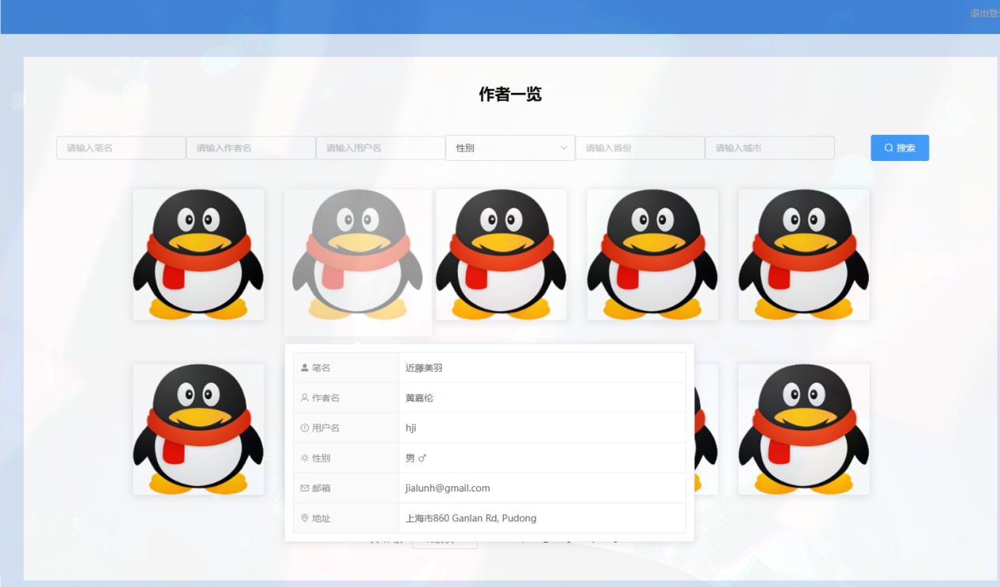 退出登
作者一览
请输入笔名 请输入作者名 请输入用户名 性别 请输入省份 请输入城市 搜索
笔名 近藤美羽
作者名 黄嘉伦
用户名 hji
性别 男 ♂
邮箱 jialunh@gmail.com
地址 上海市860 Ganlan Rd, Pudong